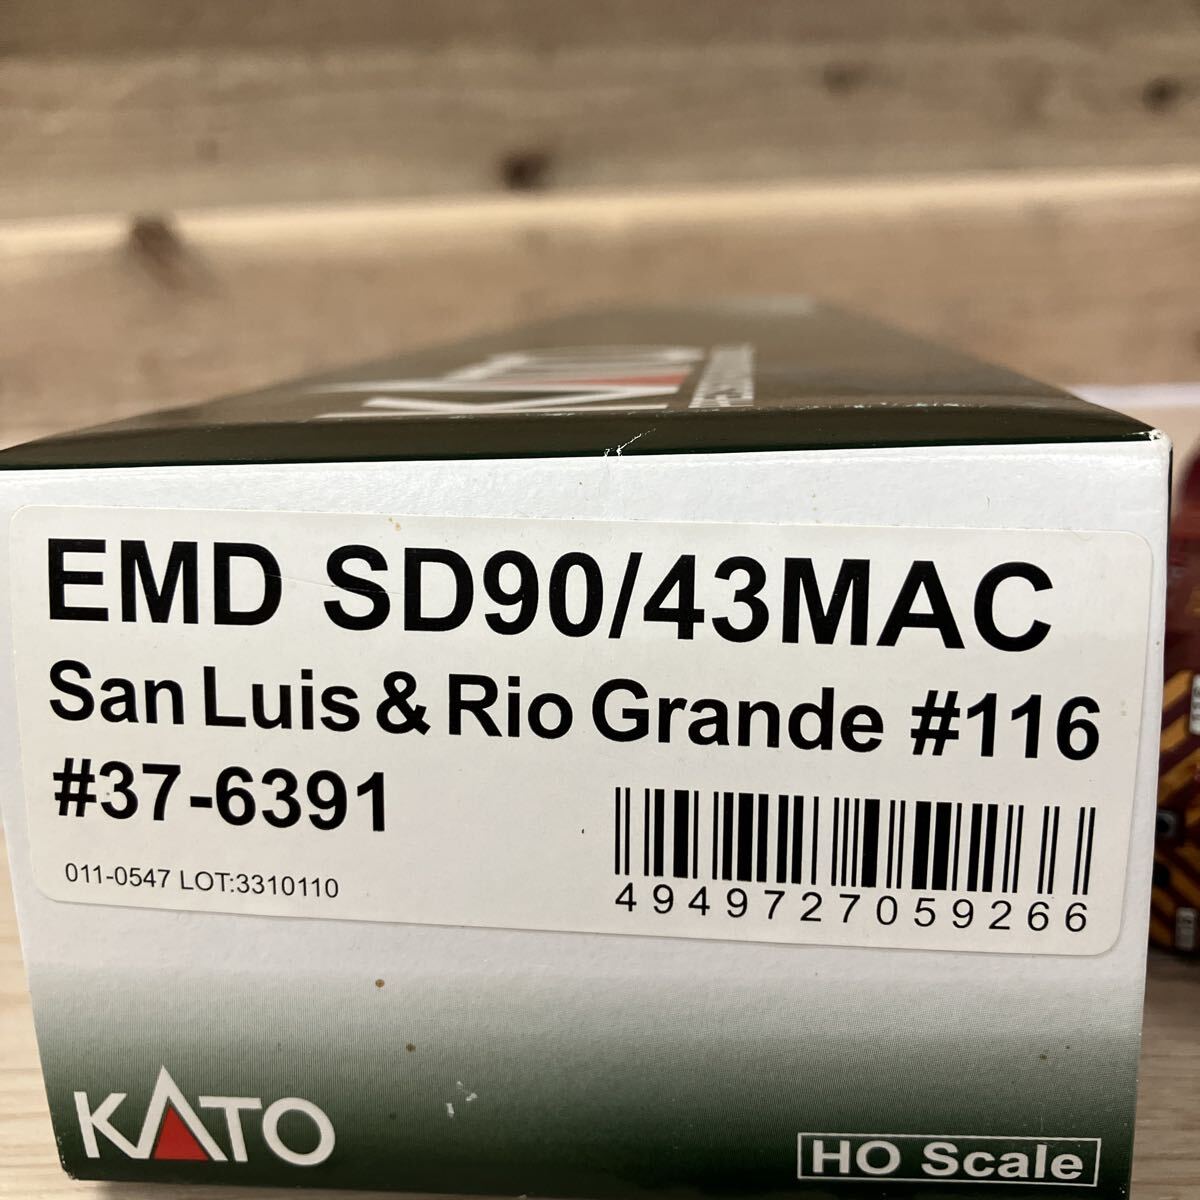 EMD SD90/43MAC
San Luis & Rio Grande #116
#37-6391
011-0547 LOT:3310110
4949727059266
KATO
HO Scale